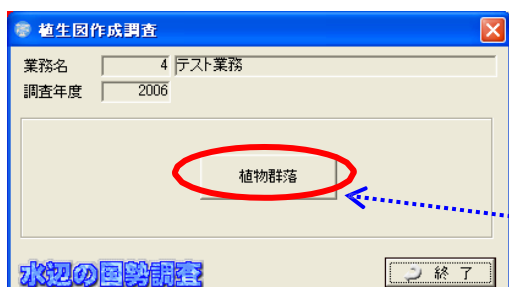 植生図作成調査
業務名 4 テスト業務
調査年度 2006
植物群落
水辺の国勢調査
終 了